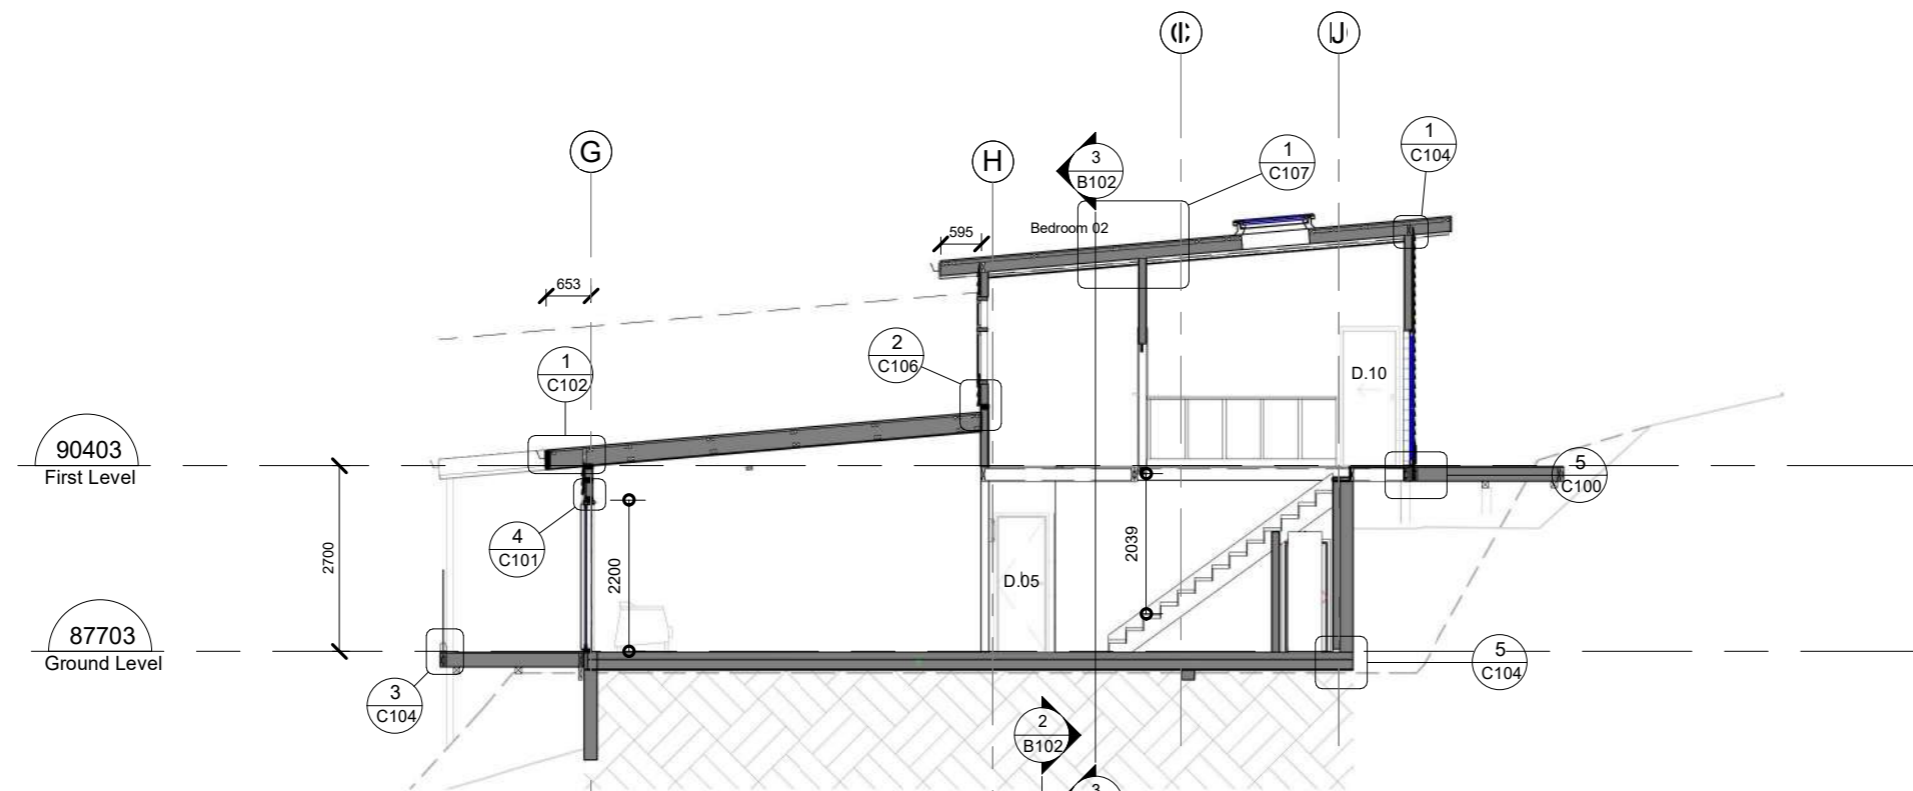 G
H
3
B102
1
C107
1
C104
595
Bedroom 02
653
1
C102
2
C106
D.10
90403
First Level
5
C100
4
C101
2700
2200
D.05
2039
87703
Ground Level
3
C104
5
C104
2
B102
3